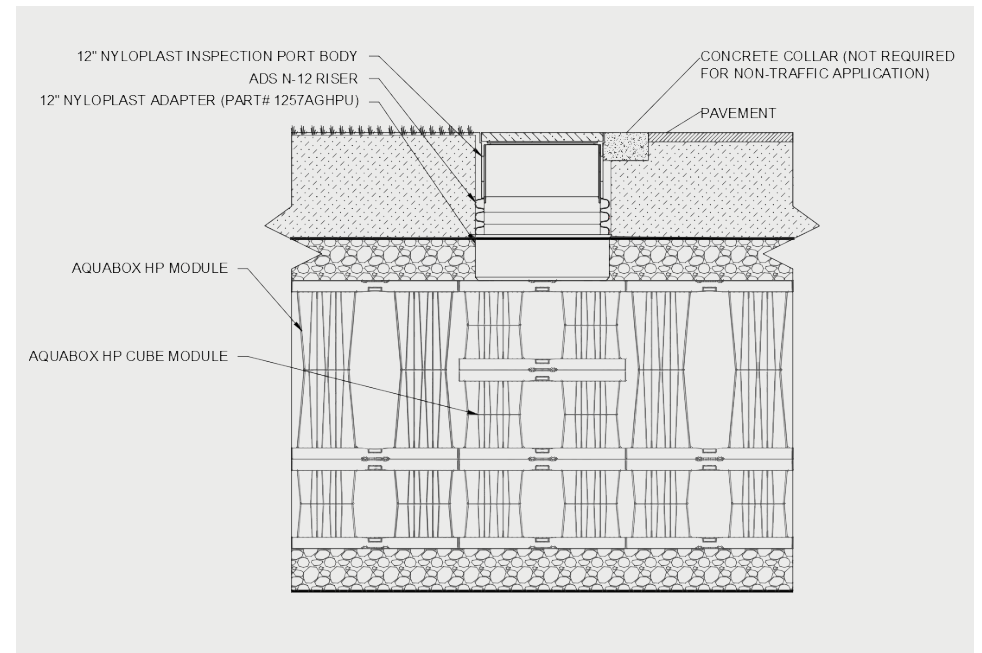 12" NYLOPLAST INSPECTION PORT BODY
ADS N-12 RISER
12" NYLOPLAST ADAPTER (PART# 1257AGHPU)
CONCRETE COLLAR (NOT REQUIRED
FOR NON-TRAFFIC APPLICATION)
PAVEMENT
AQUABOX HP MODULE
AQUABOX HP CUBE MODULE